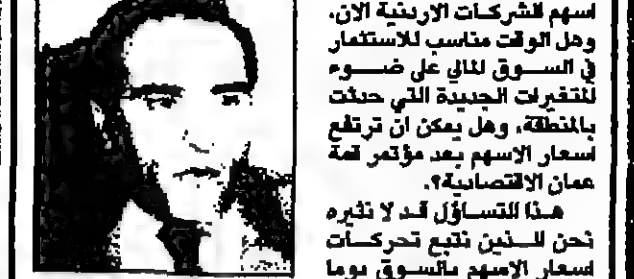 اسهم الشركات الاردنية الان،
وهل الوقت مناسب للاستثمار
في السوق المالي على ضوء
المتغيرات الجديدة التي حدثت
بالمنطقة، وهل يمكن ان ترتفع
اسعار الاسهم بعد مؤتمر قمة
عمان الاقتصادية؟.
هذا التساؤل قد لا نثيره
نحن الذين نتبع تحركات
اسعار الاسهم بالسوق يوما